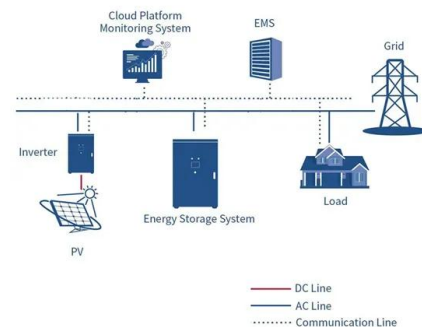 Cloud Platform
Monitoring System
EMS
Grid
Inverter
Energy Storage System
Load
PV
DC Line
AC Line
Communication Line